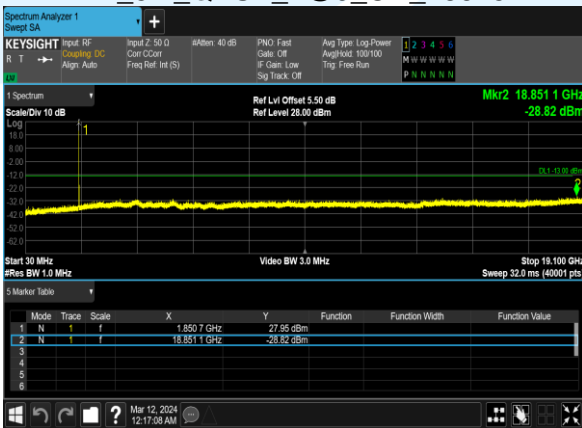 Spectrum Analyzer 1
Swept SA
KEYSIGHT Input: RF Input Z: 50 Ω #Atten: 40 dB PNO: Fast Avg Type: Log-Power 1 2 3 4 5 6
R T Coupling: DC Corr CCorr Gate: Off Avg|Hold: 100/100 M W W W W W
Align: Auto Freq Ref: Int (S) IF Gain: Low Trig: Free Run
LW Sig Track: Off P N N N N N
1 Spectrum Ref Lvl Offset 5.50 dB Mkr2 18.851 1 GHz
Scale/Div 10 dB Ref Level 28.00 dBm -28.82 dBm
Log
18.0 1
8.00
-2.00
-12.0 DL1 -13.00 dBm
-22.0
-32.0
-42.0
-52.0
-62.0
Start 30 MHz Video BW 3.0 MHz Stop 19.100 GHz
#Res BW 1.0 MHz Sweep 32.0 ms (40001 pts
5 Marker Table
Mode Trace Scale X Y Function Function Width Function Value
1 N 1 f 1.850 7 GHz 27.95 dBm
2 N 1 f 18.851 1 GHz -28.82 dBm
3
4
5
6
? Mar 12, 2024
12:17:08 AM